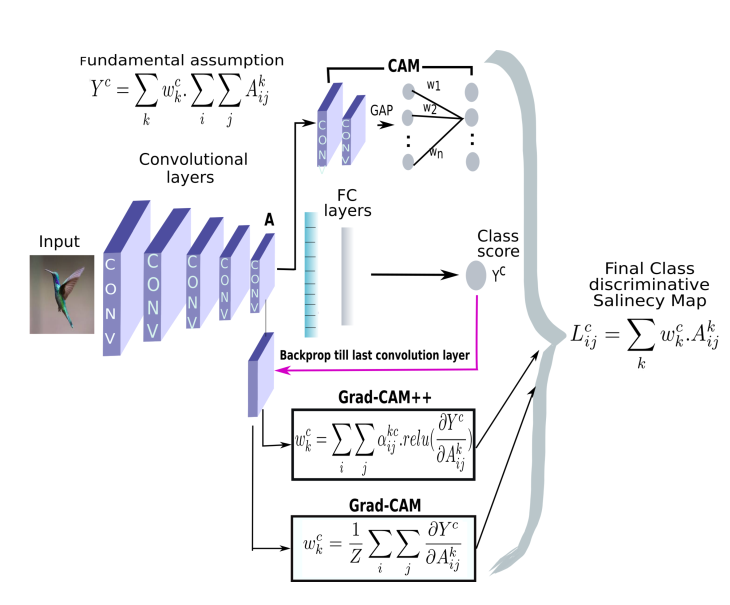 Fundamental assumption
Y^c = \sum_k w_k^c . \sum_i \sum_j A_{ij}^k
CAM
w1
w2
wn
GAP
CONV
CONV
Convolutional
layers
A
Input
CONV
CONV
CONV
CONV
CONV
FC
layers
Class
score
Y^c
Final Class
discriminative
Salinecy Map
L_{ij}^c = \sum_k w_k^c . A_{ij}^k
Backprop till last convolution layer
Grad-CAM++
w_k^c = \sum_i \sum_j \alpha_{ij}^{kc} .relu(\frac{\partial Y^c}{\partial A_{ij}^k})
Grad-CAM
w_k^c = \frac{1}{Z} \sum_i \sum_j \frac{\partial Y^c}{\partial A_{ij}^k}